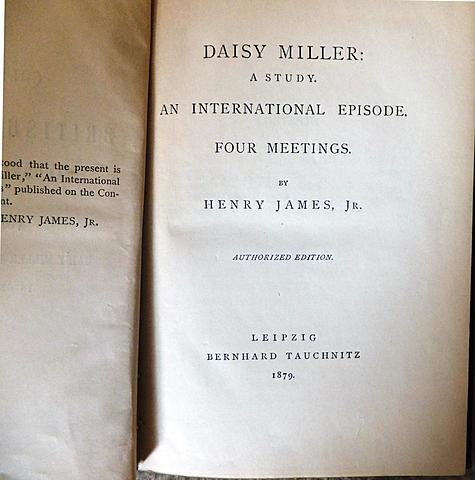 ood that the present is
iller," "An International
s" published on the Con-
nt.
ENRY JAMES, JR.
DAISY MILLER:
A STUDY.
AN INTERNATIONAL EPISODE.
FOUR MEETINGS.
BY
HENRY JAMES, JR.
AUTHORIZED EDITION.
LEIPZIG
BERNHARD TAUCHNITZ
1879.